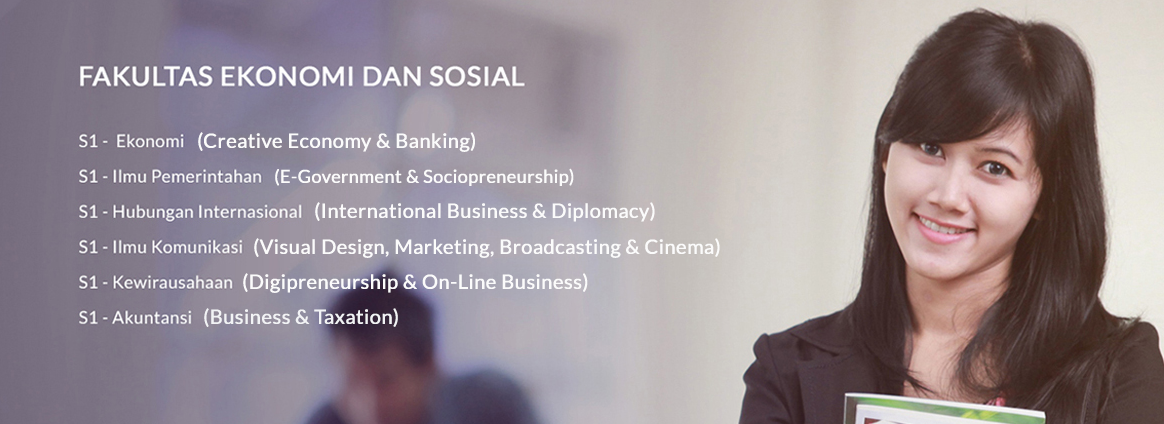 FAKULTAS EKONOMI DAN SOSIAL
S1 - Ekonomi (Creative Economy & Banking)
S1 - Ilmu Pemerintahan (E-Government & Sociopreneurship)
S1 - Hubungan Internasional (International Business & Diplomacy)
S1 - Ilmu Komunikasi (Visual Design, Marketing, Broadcasting & Cinema)
S1 - Kewirausahaan (Digipreneurship & On-Line Business)
S1 - Akuntansi (Business & Taxation)